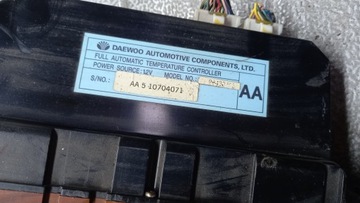 DAEWOO AUTOMOTIVE COMPONENTS, LTD.
FULL AUTOMATIC TEMPERATURE CONTROLLER
POWER SOURCE: 12V MODEL NO.:
S/NO.: AA 5 10704071
AA